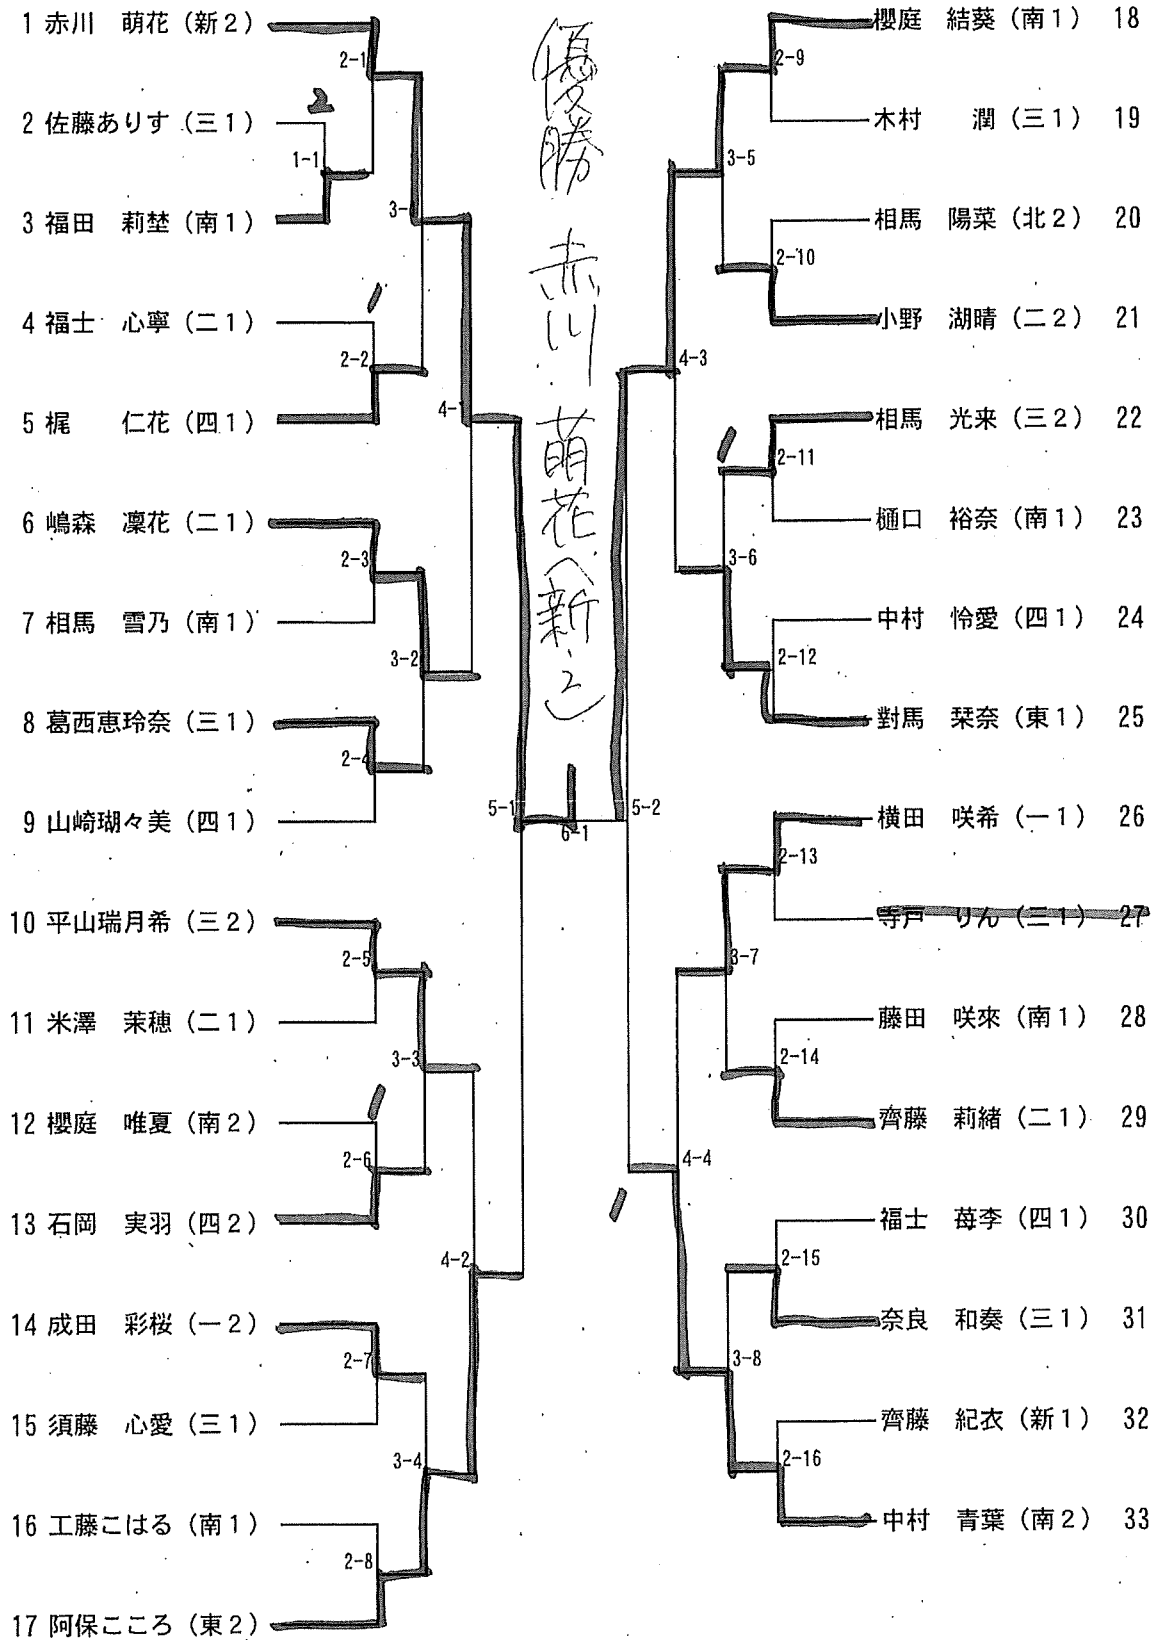 1 赤川 萌花 (新2)
2-1
2
2 佐藤ありす (三1)
1-1
3 福田 莉埜 (南1)
3-
4 福士 心寧 (二1)
2-2
5 梶 仁花 (四1)
4-
6 嶋森 凜花 (二1)
2-3
7 相馬 雪乃 (南1)
3-2
8 葛西恵玲奈 (三1)
2-4
9 山崎瑚々美 (四1)
5-1
10 平山瑞月希 (三2)
2-5
11 米澤 茉穂 (二1)
3-3
12 櫻庭 唯夏 (南2)
2-6
13 石岡 実羽 (四2)
4-2
14 成田 彩桜 (一2)
2-7
15 須藤 心愛 (三1)
3-4
16 工藤こはる (南1)
2-8
17 阿保こころ (東2)
優勝 赤川 萌花 (新2)
6-1
櫻庭 結葵 (南1) 18
2-9
木村 潤 (三1) 19
3-5
相馬 陽菜 (北2) 20
2-10
小野 湖晴 (二2) 21
4-3
相馬 光来 (三2) 22
2-11
樋口 裕奈 (南1) 23
3-6
中村 怜愛 (四1) 24
2-12
對馬 栞奈 (東1) 25
5-2
横田 咲希 (一1) 26
2-13
寺戸 りん (三1) 27
3-7
藤田 咲來 (南1) 28
2-14
齊藤 莉緒 (二1) 29
4-4
福士 苺李 (四1) 30
2-15
奈良 和奏 (三1) 31
3-8
齊藤 紀衣 (新1) 32
2-16
中村 青葉 (南2) 33